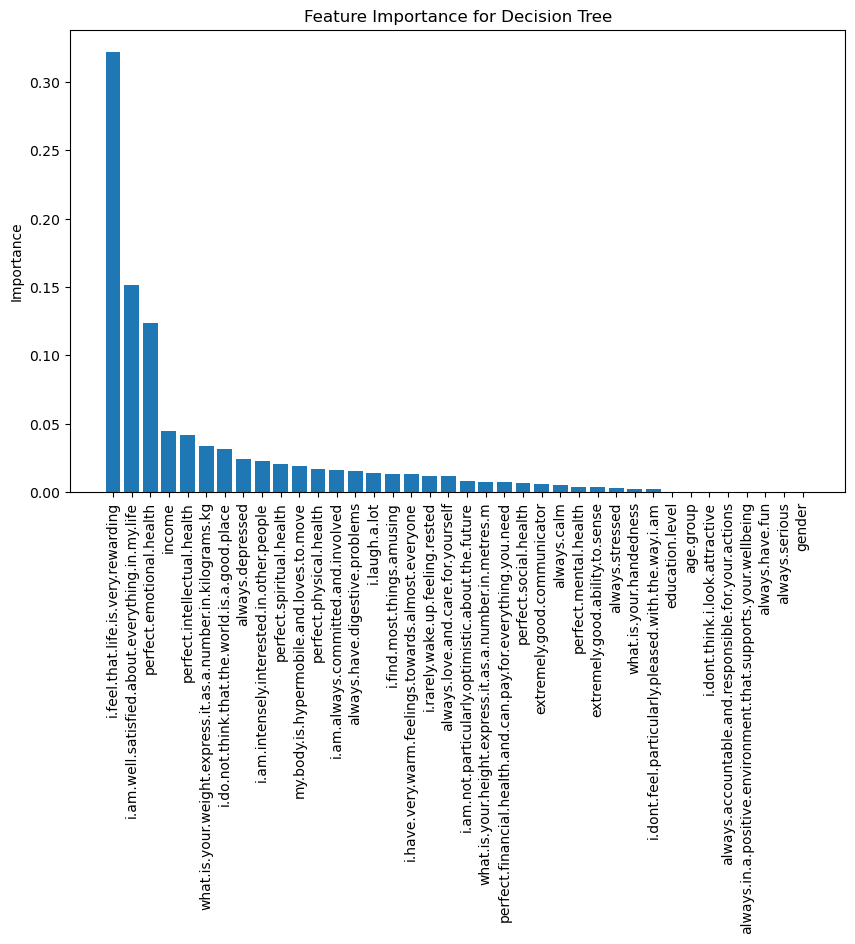 Feature Importance for Decision Tree
Importance
0.30
0.25
0.20
0.15
0.10
0.05
0.00
i.feel.that.life.is.very.rewarding
i.am.well.satisfied.about.everything.in.my.life
perfect.emotional.health
income
perfect.intellectual.health
what.is.your.weight.express.it.as.a.number.in.kilograms.kg
i.do.not.think.that.the.world.is.a.good.place
always.depressed
i.am.intensely.interested.in.other.people
perfect.spiritual.health
my.body.is.hypermobile.and.loves.to.move
perfect.physical.health
i.am.always.committed.and.involved
always.have.digestive.problems
i.laugh.a.lot
i.find.most.things.amusing
i.have.very.warm.feelings.towards.almost.everyone
i.rarely.wake.up.feeling.rested
always.love.and.care.for.yourself
i.am.not.particularly.optimistic.about.the.future
what.is.your.height.express.it.as.a.number.in.metres.m
perfect.financial.health.and.can.pay.for.everything.you.need
perfect.social.health
extremely.good.communicator
always.calm
perfect.mental.health
extremely.good.ability.to.sense
always.stressed
what.is.your.handedness
i.dont.feel.particularly.pleased.with.the.way.i.am
education.level
age.group
i.dont.think.i.look.attractive
always.accountable.and.responsible.for.your.actions
always.in.a.positive.environment.that.supports.your.wellbeing
always.have.fun
always.serious
gender